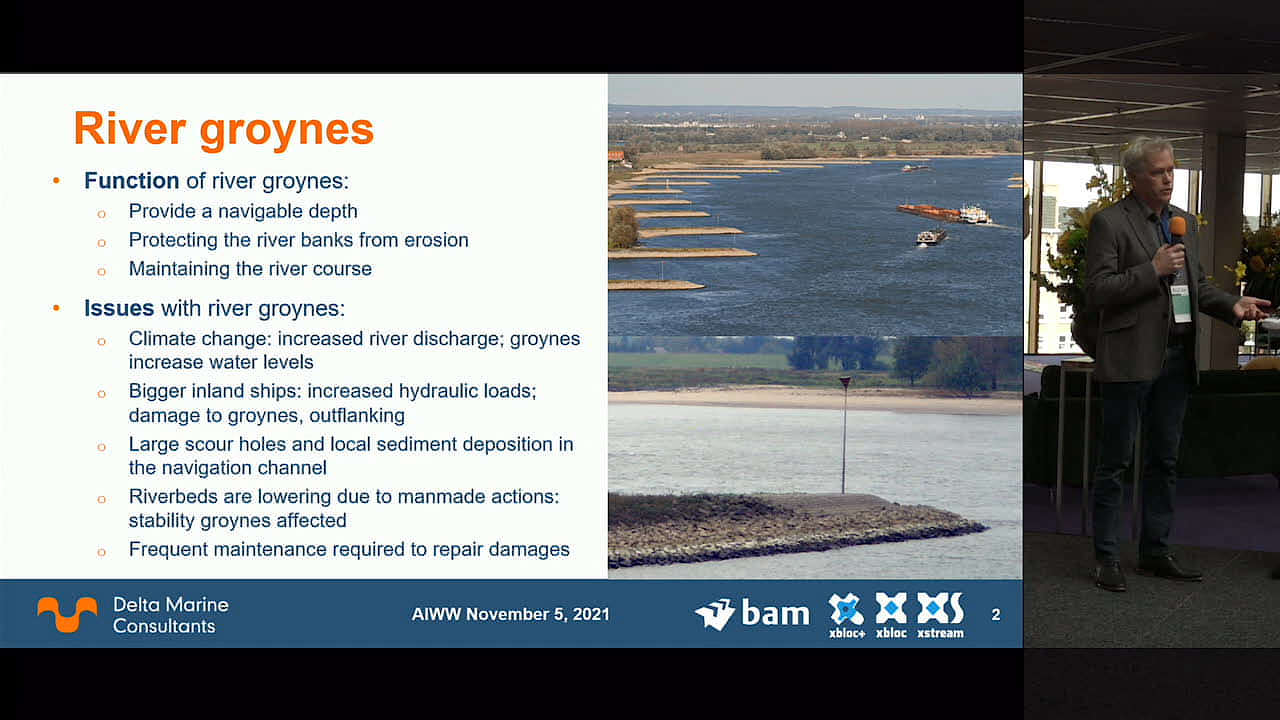 River groynes
• Function of river groynes:
o Provide a navigable depth
o Protecting the river banks from erosion
o Maintaining the river course
• Issues with river groynes:
o Climate change: increased river discharge; groynes
increase water levels
o Bigger inland ships: increased hydraulic loads;
damage to groynes, outflanking
o Large scour holes and local sediment deposition in
the navigation channel
o Riverbeds are lowering due to manmade actions:
stability groynes affected
o Frequent maintenance required to repair damages
Delta Marine
Consultants
AIWW November 5, 2021
bam
xbloc+ xbloc xstream
2